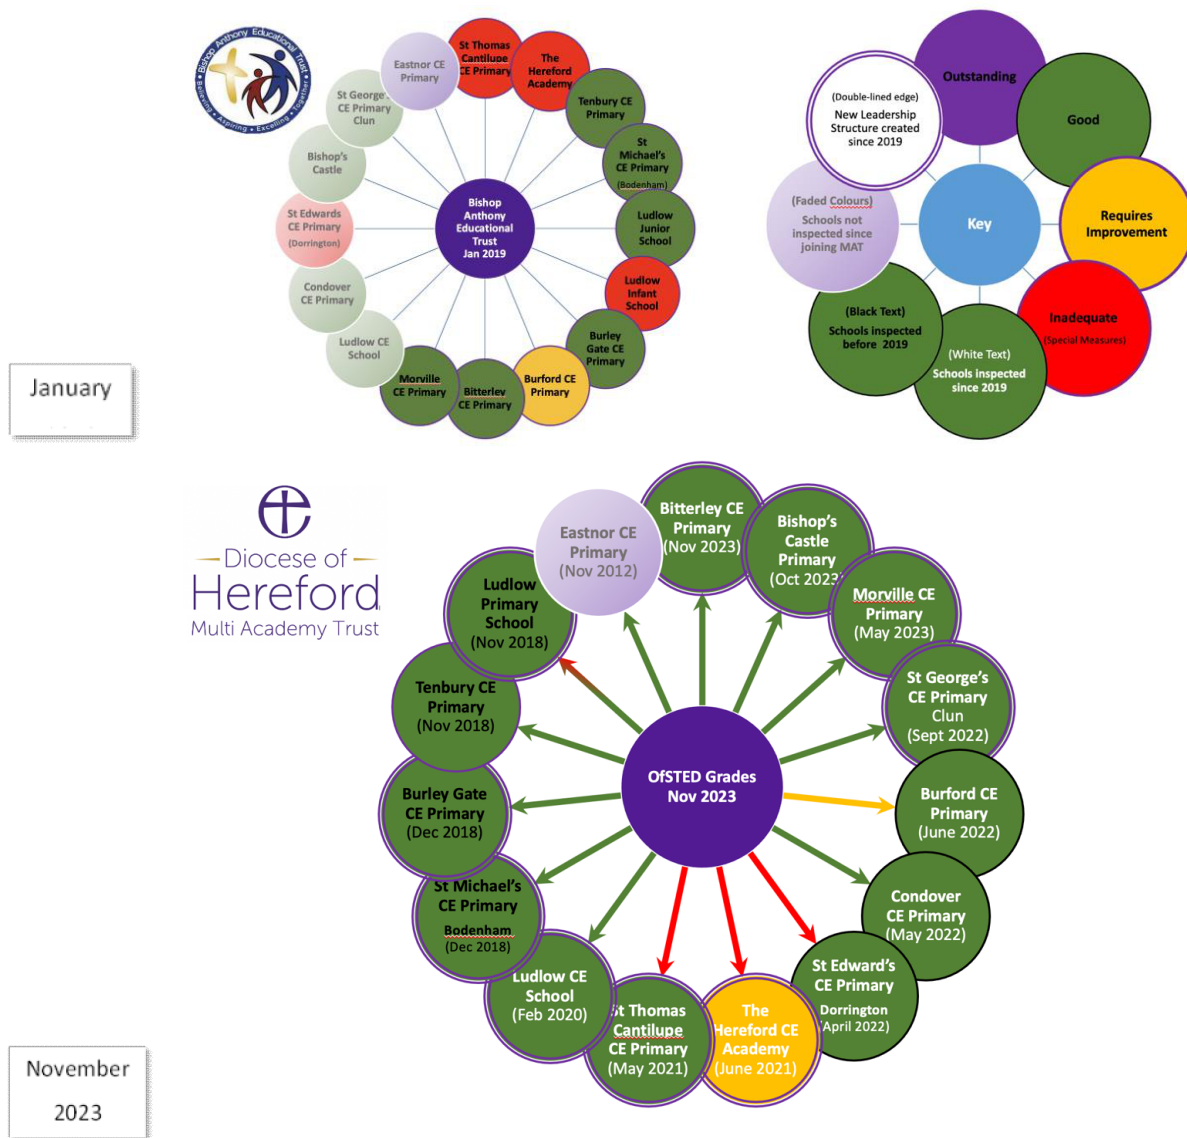 Bishop Anthony Educational Trust
Believing • Aspiring • Excelling • Together
Eastnor CE
Primary
St Thomas
Cantilupe
CE Primary
The
Hereford
Academy
Tenbury CE
Primary
St
Michael's
CE Primary
(Bodenham)
Ludlow
Junior
School
Ludlow
Infant
School
Burley
Gate CE
Primary
Burford CE
Primary
Bitterley
CE Primary
Morville
CE Primary
Ludlow CE
School
Condover
CE Primary
St Edwards
CE Primary
(Dorrington)
Bishop's
Castle
St George's
CE Primary
Clun
Bishop
Anthony
Educational
Trust
Jan 2019
Outstanding
Good
Requires
Improvement
Inadequate
(Special Measures)
(White Text)
Schools inspected
since 2019
(Black Text)
Schools inspected
before 2019
(Faded Colours)
Schools not
inspected since
joining MAT
(Double-lined edge)
New Leadership
Structure created
since 2019
Key
January
Diocese of
Hereford
Multi Academy Trust
Eastnor CE
Primary
(Nov 2012)
Bitterley CE
Primary
(Nov 2023)
Bishop's
Castle
Primary
(Oct 2023)
Morville CE
Primary
(May 2023)
St George's
CE Primary
Clun
(Sept 2022)
Burford CE
Primary
(June 2022)
Condover
CE Primary
(May 2022)
St Edward's
CE Primary
Dorrington
(April 2022)
The
Hereford CE
Academy
(June 2021)
St Thomas
Cantilupe
CE Primary
(May 2021)
Ludlow CE
School
(Feb 2020)
St Michael's
CE Primary
Bodenham
(Dec 2018)
Burley Gate
CE Primary
(Dec 2018)
Tenbury CE
Primary
(Nov 2018)
Ludlow
Primary
School
(Nov 2018)
OfSTED Grades
Nov 2023
November
2023